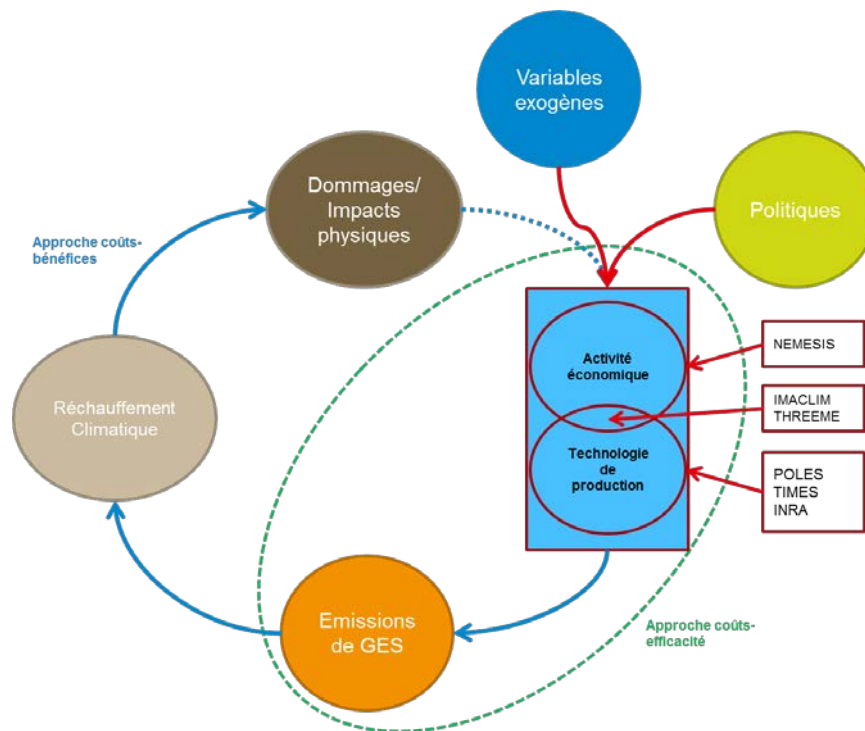 Variables
exogènes
Dommages/
Impacts
physiques
Politiques
Approche coûts-
bénéfices
Activité
économique
NEMESIS
IMACLIM
THREEME
Réchauffement
Climatique
Technologie
de
production
POLES
TIMES
INRA
Emissions
de GES
Approche coûts-
efficacité